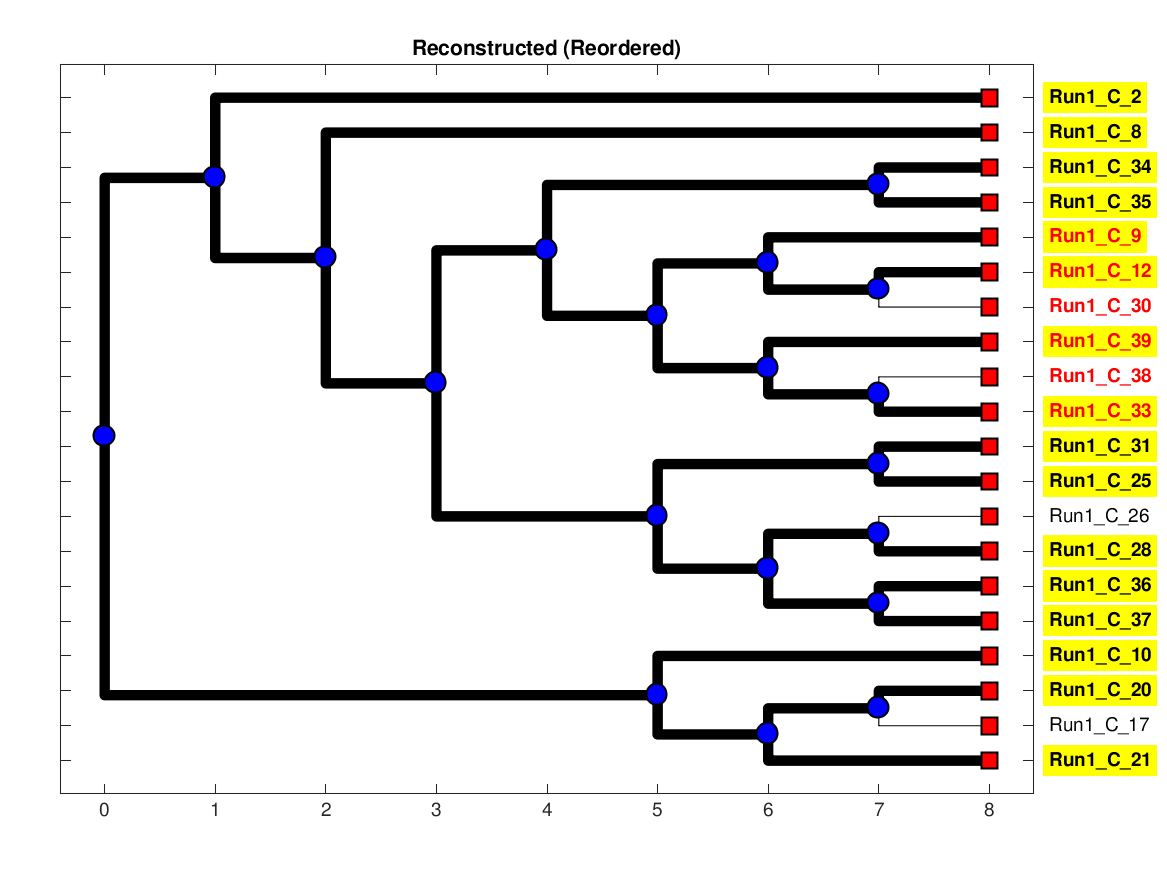 Reconstructed (Reordered)
Run1_C_2
Run1_C_8
Run1_C_34
Run1_C_35
Run1_C_9
Run1_C_12
Run1_C_30
Run1_C_39
Run1_C_38
Run1_C_33
Run1_C_31
Run1_C_25
Run1_C_26
Run1_C_28
Run1_C_36
Run1_C_37
Run1_C_10
Run1_C_20
Run1_C_17
Run1_C_21
0 1 2 3 4 5 6 7 8